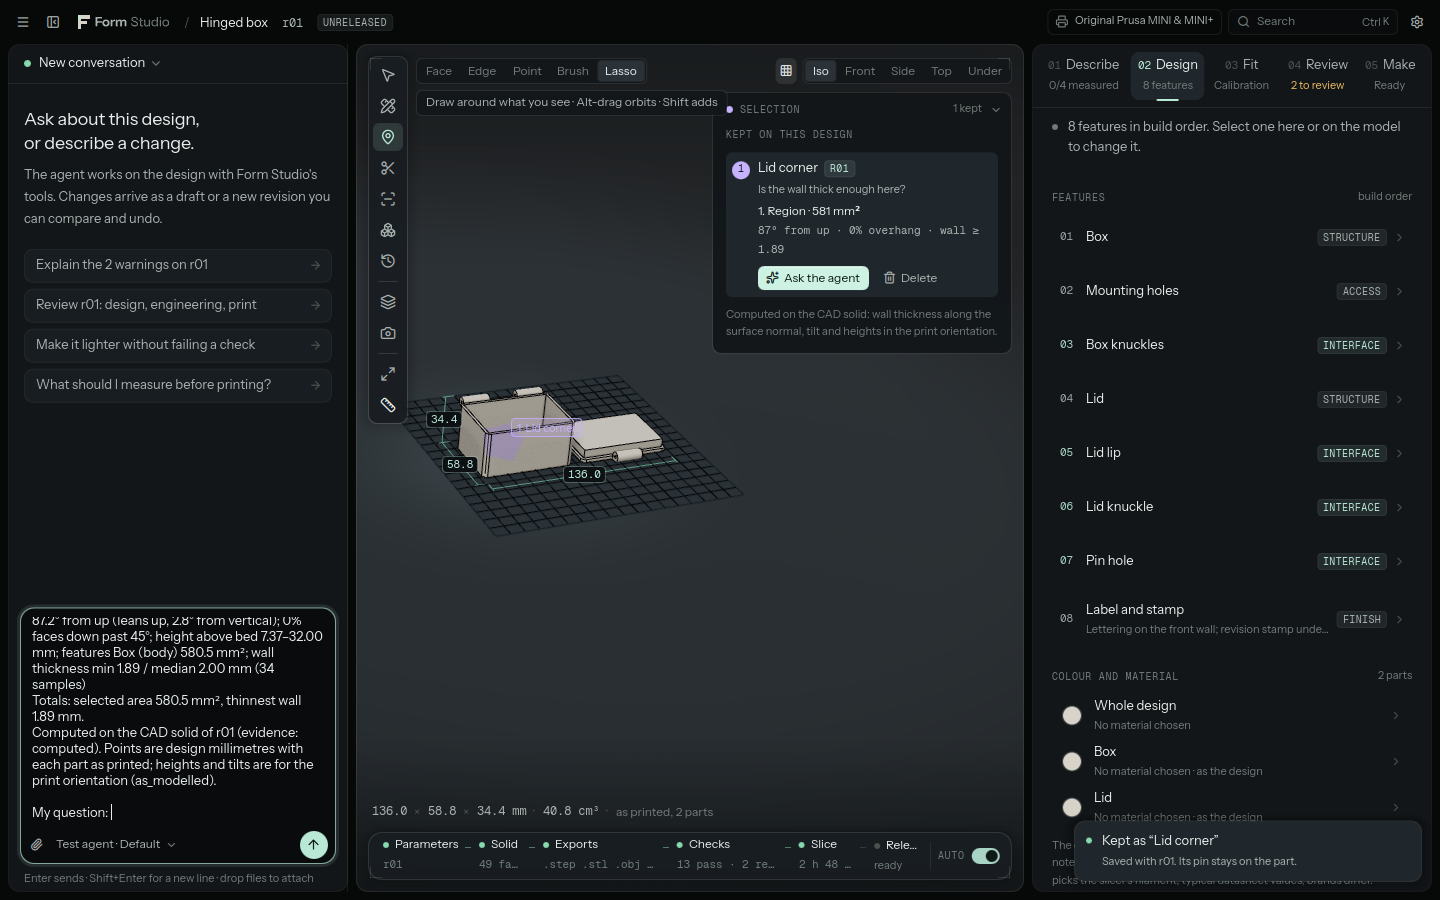 Form Studio / Hinged box r01 UNRELEASED
Original Prusa MINI & MINI+
Search Ctrl K
New conversation
Ask about this design,
or describe a change.
The agent works on the design with Form Studio's
tools. Changes arrive as a draft or a new revision you
can compare and undo.
Explain the 2 warnings on r01
Review r01: design, engineering, print
Make it lighter without failing a check
What should I measure before printing?
87.2° from up (leans up, 2.8° from vertical); 0%
faces down past 45°; height above bed 7.37–32.00
mm; features Box (body) 580.5 mm²; wall
thickness min 1.89 / median 2.00 mm (34
samples)
Totals: selected area 580.5 mm², thinnest wall
1.89 mm.
Computed on the CAD solid of r01 (evidence:
computed). Points are design millimetres with
each part as printed; heights and tilts are for the
print orientation (as_modelled).
My question:
Test agent · Default
Enter sends · Shift+Enter for a new line · drop files to attach
Face Edge Point Brush Lasso
Iso Front Side Top Under
Draw around what you see · Alt-drag orbits · Shift adds
SELECTION 1 kept
KEPT ON THIS DESIGN
1 Lid corner R01
Is the wall thick enough here?
1. Region · 581 mm²
87° from up · 0% overhang · wall ≥
1.89
Ask the agent Delete
Computed on the CAD solid: wall thickness along the
surface normal, tilt and heights in the print orientation.
34.4
1 Lid corner
58.8
136.0
136.0 × 58.8 × 34.4 mm · 40.8 cm³ · as printed, 2 parts
Parameters Solid Exports Checks Slice Rele…
r01 49 fa… .step .stl .obj … 13 pass · 2 re… 2 h 48 … ready
AUTO
01 Describe 02 Design 03 Fit 04 Review 05 Make
0/4 measured 8 features Calibration 2 to review Ready
8 features in build order. Select one here or on the model
to change it.
FEATURES build order
01 Box STRUCTURE
02 Mounting holes ACCESS
03 Box knuckles INTERFACE
04 Lid STRUCTURE
05 Lid lip INTERFACE
06 Lid knuckle INTERFACE
07 Pin hole INTERFACE
08 Label and stamp FINISH
Lettering on the front wall; revision stamp unde…
COLOUR AND MATERIAL 2 parts
Whole design
No material chosen
Box
No material chosen · as the design
Lid
No material chosen · as the design
Kept as “Lid corner”
Saved with r01. Its pin stays on the part.